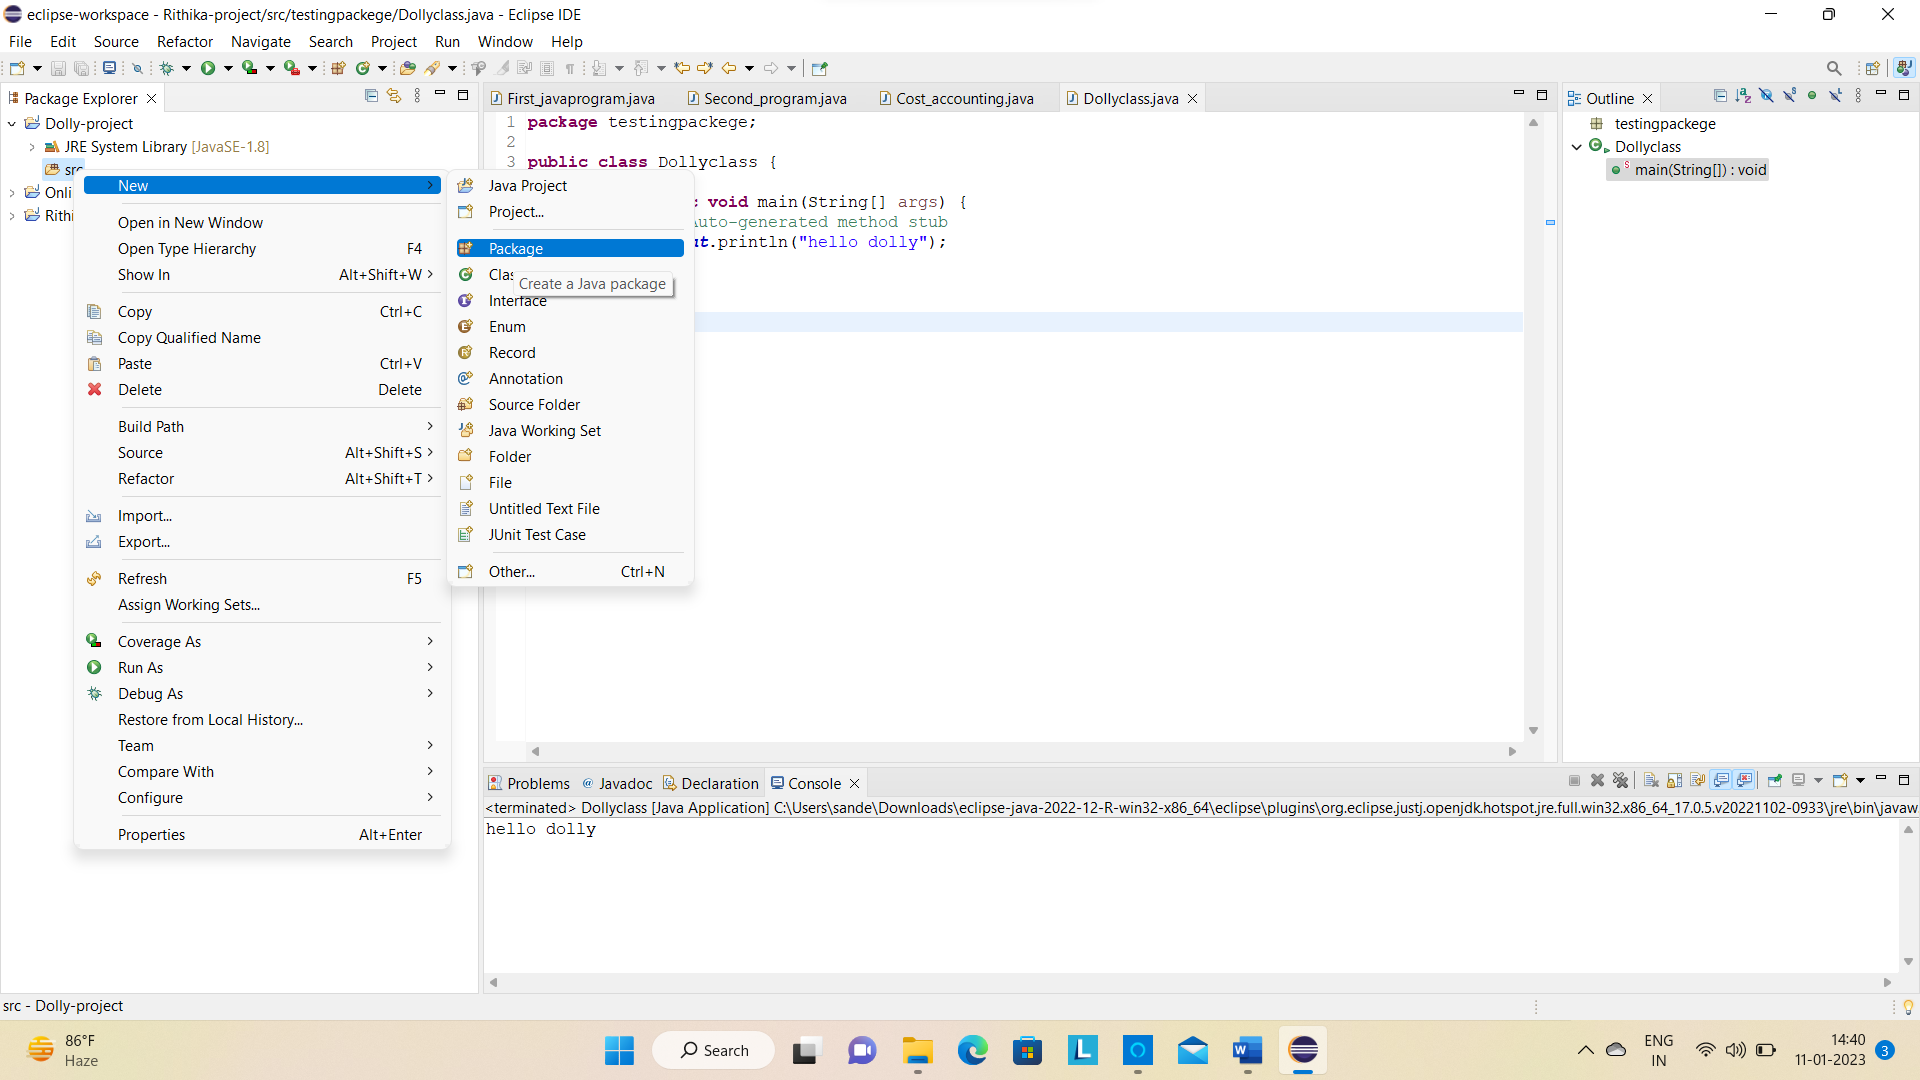 eclipse-workspace - Rithika-project/src/testingpackege/Dollyclass.java - Eclipse IDE
File Edit Source Refactor Navigate Search Project Run Window Help
Package Explorer
Dolly-project
JRE System Library [JavaSE-1.8]
src
Onli
Rithi
New
Open in New Window
Open Type Hierarchy F4
Show In Alt+Shift+W
Copy Ctrl+C
Copy Qualified Name
Paste Ctrl+V
Delete Delete
Build Path
Source Alt+Shift+S
Refactor Alt+Shift+T
Import...
Export...
Refresh F5
Assign Working Sets...
Coverage As
Run As
Debug As
Restore from Local History...
Team
Compare With
Configure
Properties Alt+Enter
Java Project
Project...
Package
Clas
Create a Java package
Interface
Enum
Record
Annotation
Source Folder
Java Working Set
Folder
File
Untitled Text File
JUnit Test Case
Other... Ctrl+N
First_javaprogram.java Second_program.java Cost_accounting.java Dollyclass.java
1 package testingpackege;
2
3 public class Dollyclass {
void main(String[] args) {
Auto-generated method stub
ut.println("hello dolly");
Outline
testingpackege
Dollyclass
main(String[]) : void
Problems Javadoc Declaration Console
<terminated> Dollyclass [Java Application] C:\Users\sande\Downloads\eclipse-java-2022-12-R-win32-x86_64\eclipse\plugins\org.eclipse.justj.openjdk.hotspot.jre.full.win32.x86_64_17.0.5.v20221102-0933\jre\bin\javaw
hello dolly
src - Dolly-project
86°F
Haze
Search
ENG
IN
14:40
11-01-2023
3